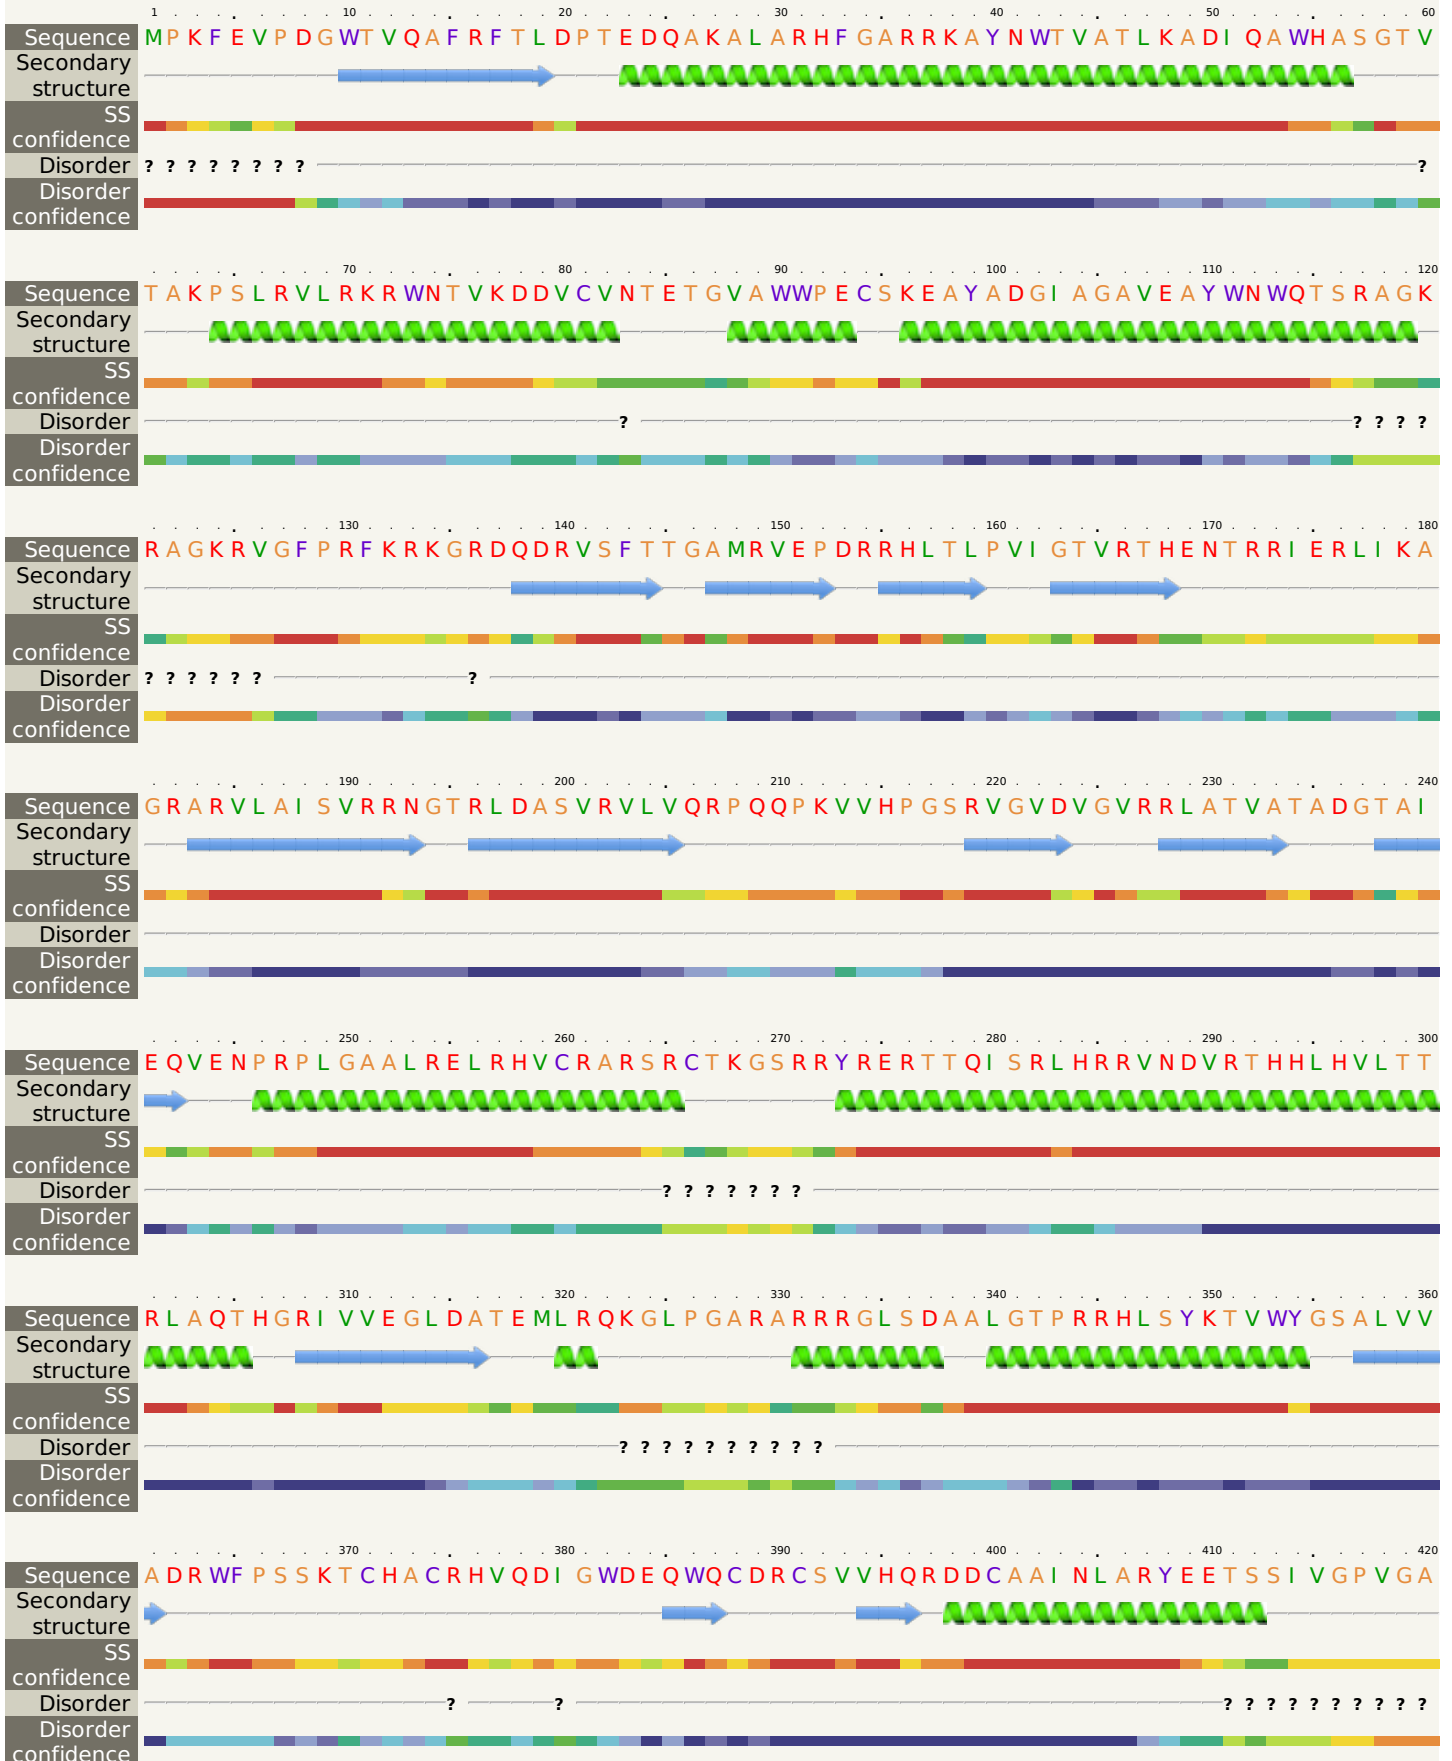 1 10 20 30 40 50 60
Sequence MPKFEVPDGWTVQAFRFTLDPTEDQAKALARHFGARRKAYNWTVATLKADIQAWHASGTV
Secondary
structure
SS
confidence
Disorder ? ? ? ? ? ? ? ? ?
Disorder
confidence
70 80 90 100 110 120
Sequence TAKPSLRVLRKRWNTVKDDVCVNTETGVAWWPECSKEAYADGIAGAVEAYWNWQTSRAGK
Secondary
structure
SS
confidence
Disorder ? ? ? ? ?
Disorder
confidence
130 140 150 160 170 180
Sequence RAGKRVGFPRFKRKGRDQDRVSFTTGAMRVEPDRRHLTLPVIGTVRTHENTRRIERLIKA
Secondary
structure
SS
confidence
Disorder ? ? ? ? ? ? ?
Disorder
confidence
190 200 210 220 230 240
Sequence GRARVLAISVRRNGTRLDASVRVLVQRPQQPKVVHPGSRVGVDVGVRRLATVATADGTAI
Secondary
structure
SS
confidence
Disorder
Disorder
confidence
250 260 270 280 290 300
Sequence EQVENPRPLGAALRELRHVCRARSRCTKGSRRYRERTTQISRLHRRVNDVRTHHLHVLTT
Secondary
structure
SS
confidence
Disorder ? ? ? ? ? ? ?
Disorder
confidence
310 320 330 340 350 360
Sequence RLAQTHGRIVVEGLDATEMLRQKGLPGARARRRGLSDAALGTPRRHLSYKTVWYGSALVV
Secondary
structure
SS
confidence
Disorder ? ? ? ? ? ? ? ? ? ?
Disorder
confidence
370 380 390 400 410 420
Sequence ADRWFPSSKTCHACRHVQDIGWDEQWQCDRCSVVHQRDDCAAINLARYEETSSIVGPVGA
Secondary
structure
SS
confidence
Disorder ? ? ? ? ? ? ? ? ? ? ?
Disorder
confidence